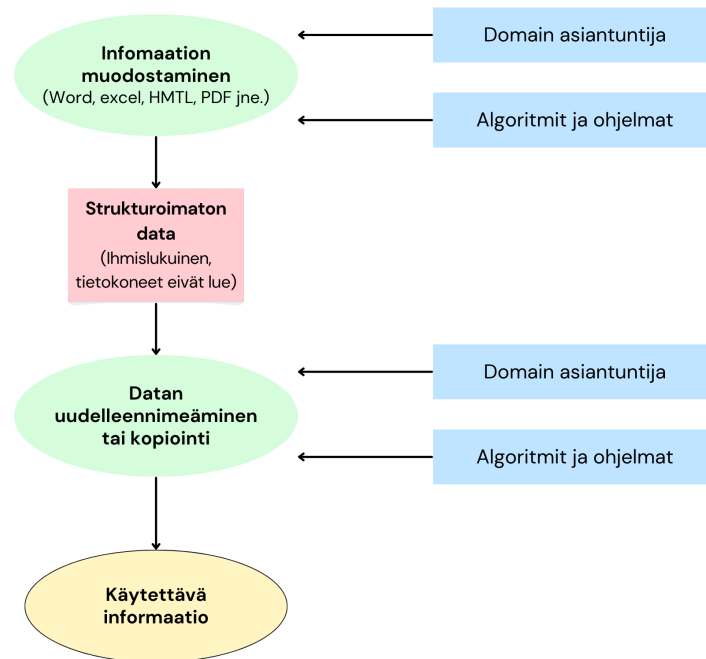 Infomaation
muodostaminen
(Word, excel, HMTL, PDF jne.)
Domain asiantuntija
Algoritmit ja ohjelmat
Strukturoimaton
data
(Ihmislukuinen,
tietokoneet eivät lue)
Datan
uudelleennimeäminen
tai kopiointi
Domain asiantuntija
Algoritmit ja ohjelmat
Käytettävä
informaatio